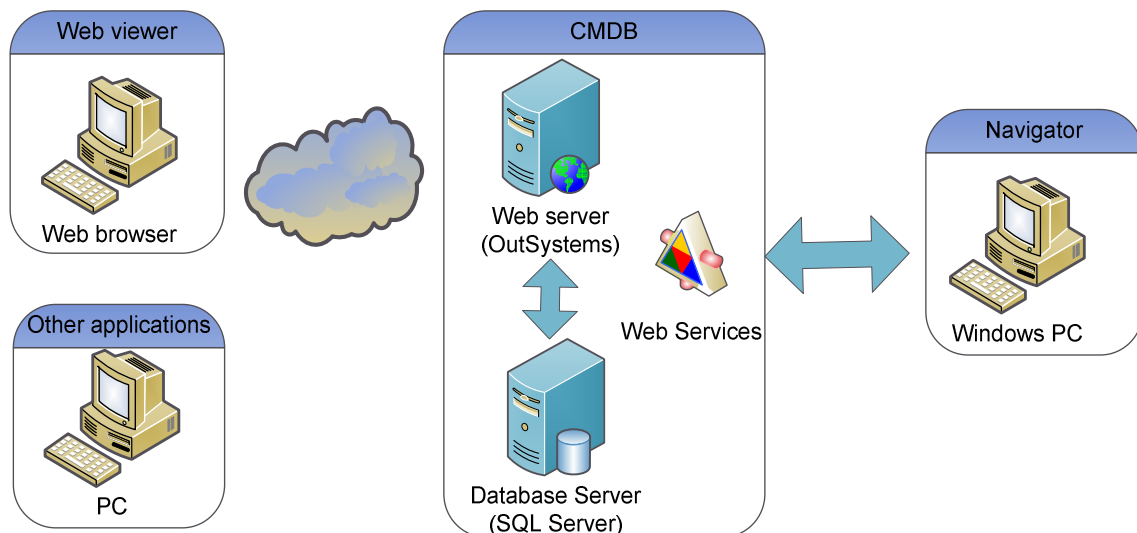 Web viewer
Web browser
Other applications
PC
CMDB
Web server
(OutSystems)
Web Services
Database Server
(SQL Server)
Navigator
Windows PC